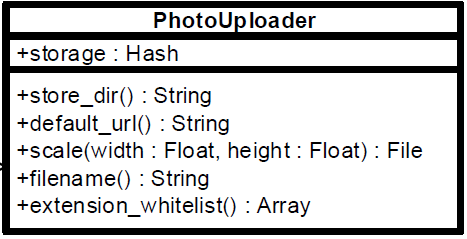 PhotoUploader
+storage : Hash
+store_dir() : String
+default_url() : String
+scale(width : Float, height : Float) : File
+filename() : String
+extension_whitelist() : Array